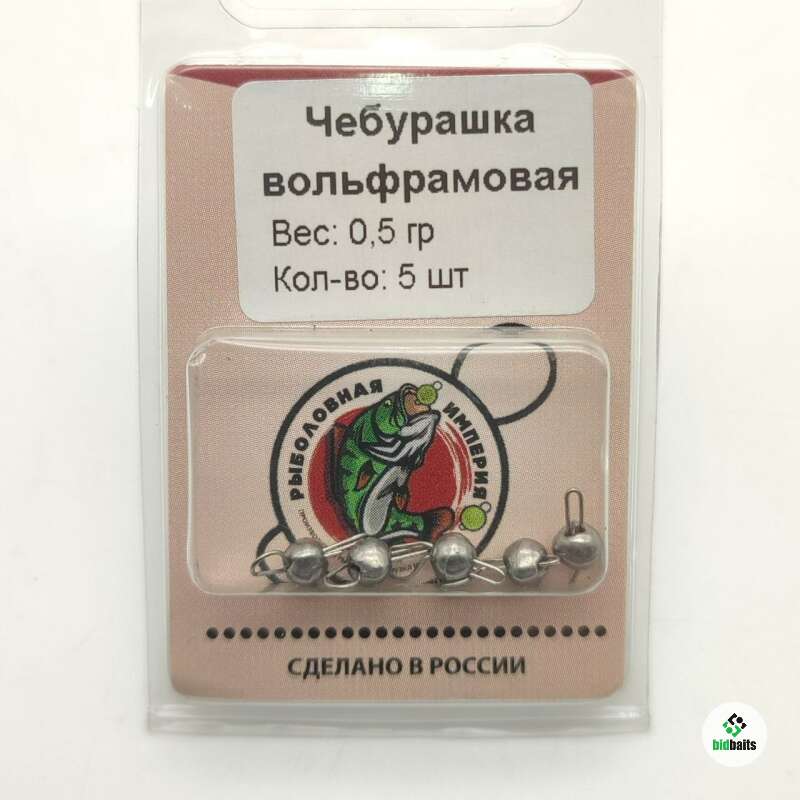 Чебурашка
вольфрамовая
Вес: 0,5 гр
Кол-во: 5 шт
РЫБОЛОВНАЯ
ИМПЕРИЯ
СДЕЛАНО В РОССИИ
bidbaits